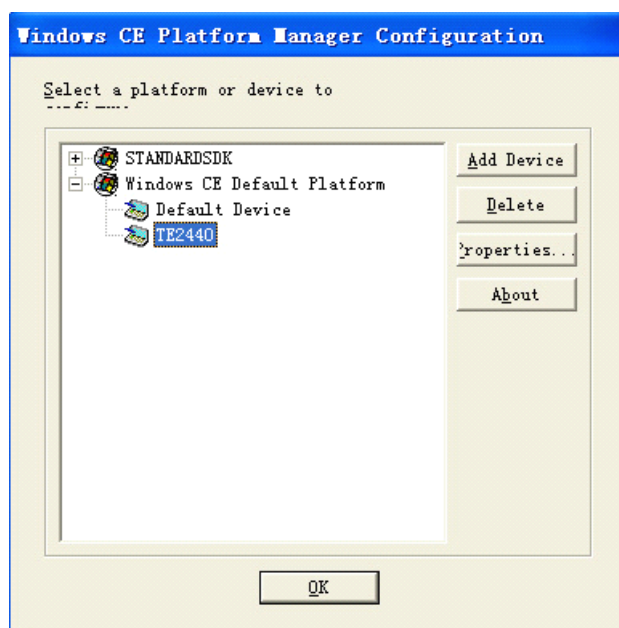 Windows CE Platform Manager Configuration
Select a platform or device to
STANDARDSDK
Windows CE Default Platform
Default Device
TE2440
Add Device
Delete
Properties...
About
OK